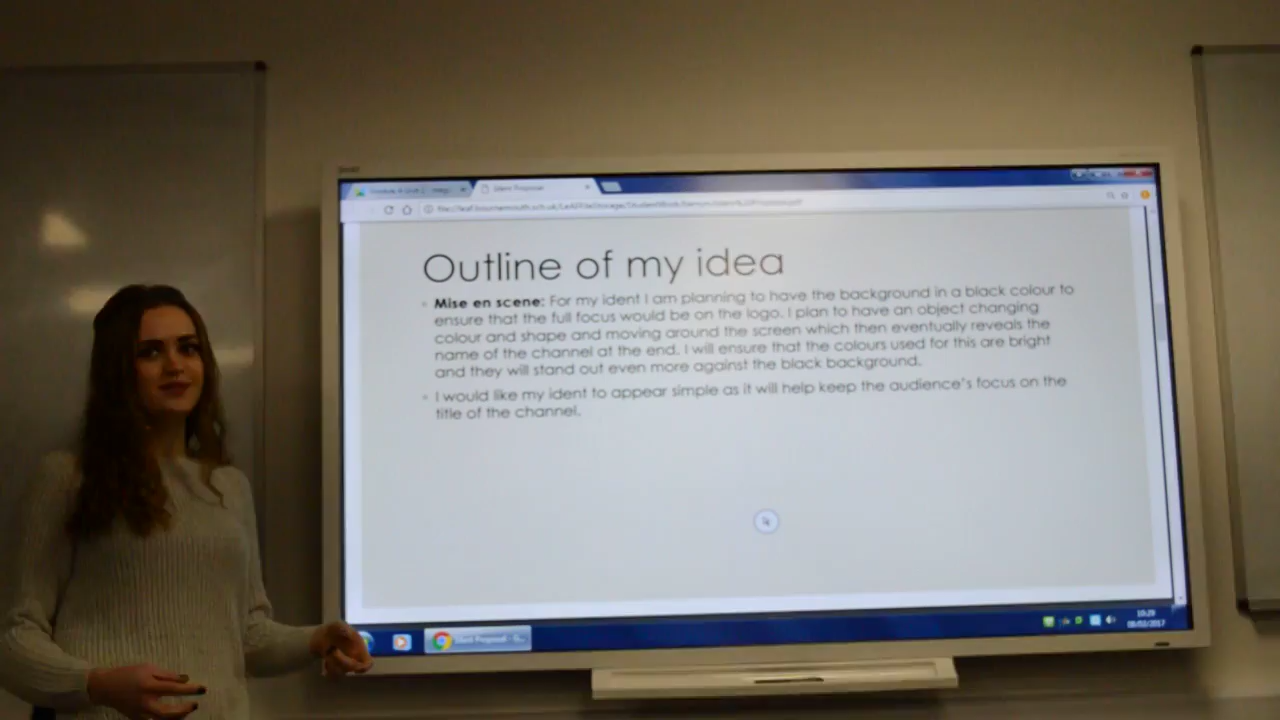 Silent Proposal
Outline of my idea
Mise en scene: For my ident I am planning to have the background in a black colour to
ensure that the full focus would be on the logo. I plan to have an object changing
colour and shape and moving around the screen which then eventually reveals the
name of the channel at the end. I will ensure that the colours used for this are bright
and they will stand out even more against the black background.
I would like my ident to appear simple as it will help keep the audience's focus on the
title of the channel.
10:29